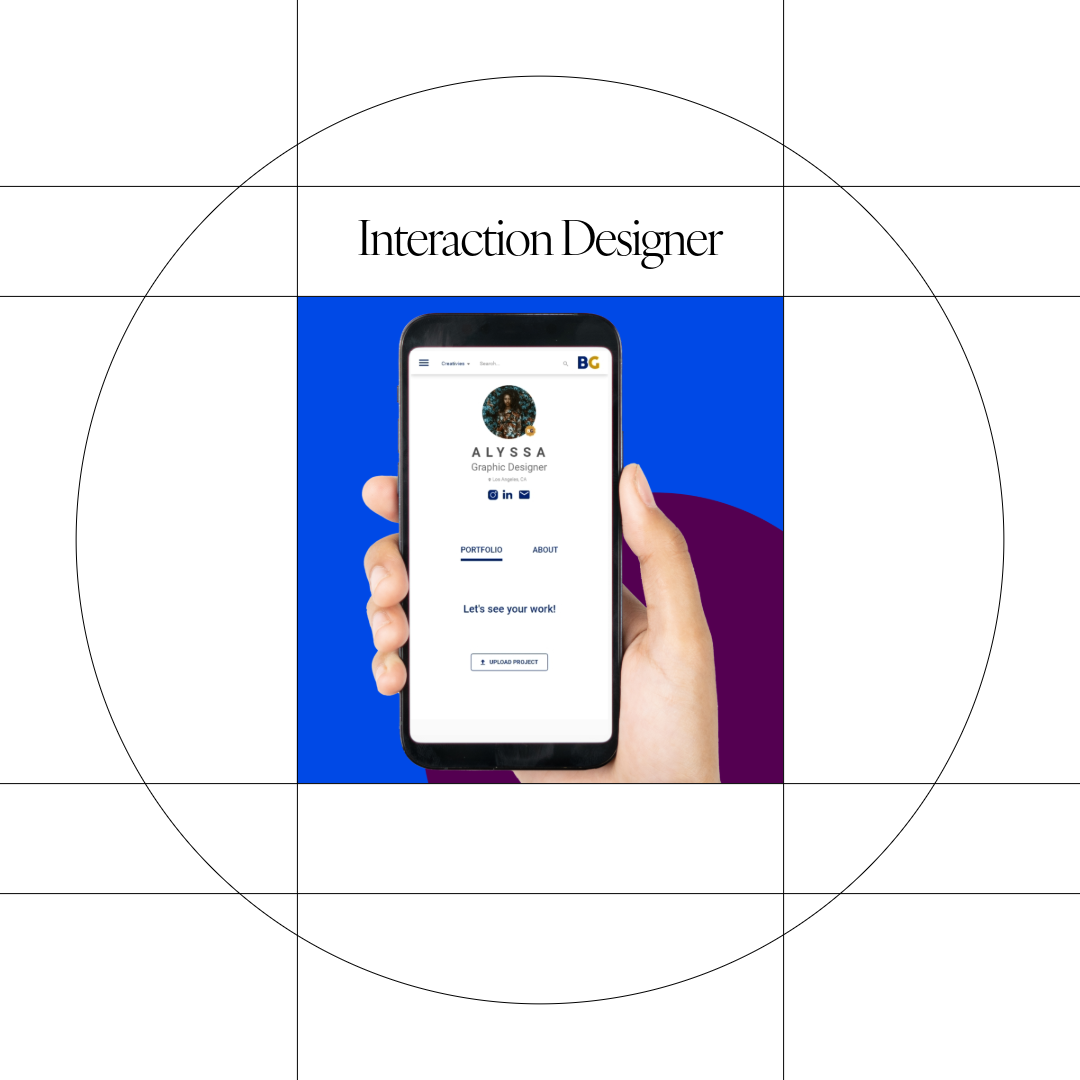 Interaction Designer
Creatives Search... BG
ALYSSA
Graphic Designer
Los Angeles, CA
in
PORTFOLIO ABOUT
Let's see your work!
UPLOAD PROJECT